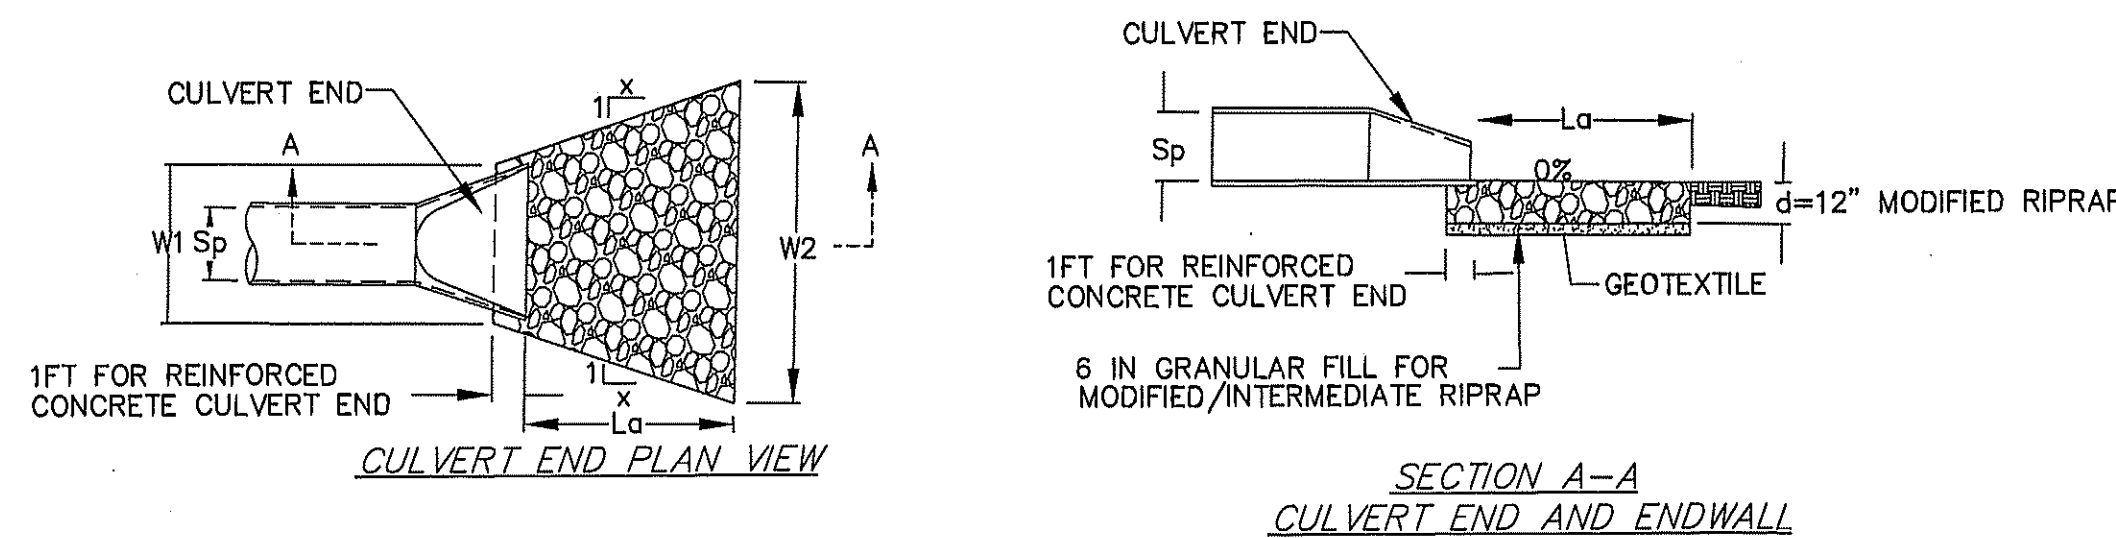 CULVERT END
x
1
A
A
W1 Sp
W2
1FT FOR REINFORCED
CONCRETE CULVERT END
1
x
La
CULVERT END PLAN VIEW
CULVERT END
La
Sp
0%
d=12" MODIFIED RIPRAP
1FT FOR REINFORCED
CONCRETE CULVERT END
GEOTEXTILE
6 IN GRANULAR FILL FOR
MODIFIED/INTERMEDIATE RIPRAP
SECTION A-A
CULVERT END AND ENDWALL